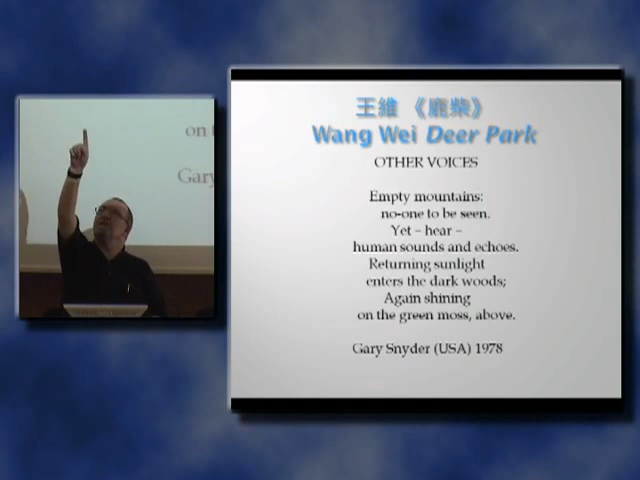 on
Gary
王維 《鹿柴》
Wang Wei Deer Park
OTHER VOICES
Empty mountains:
no-one to be seen.
Yet – hear –
human sounds and echoes.
Returning sunlight
enters the dark woods;
Again shining
on the green moss, above.
Gary Snyder (USA) 1978